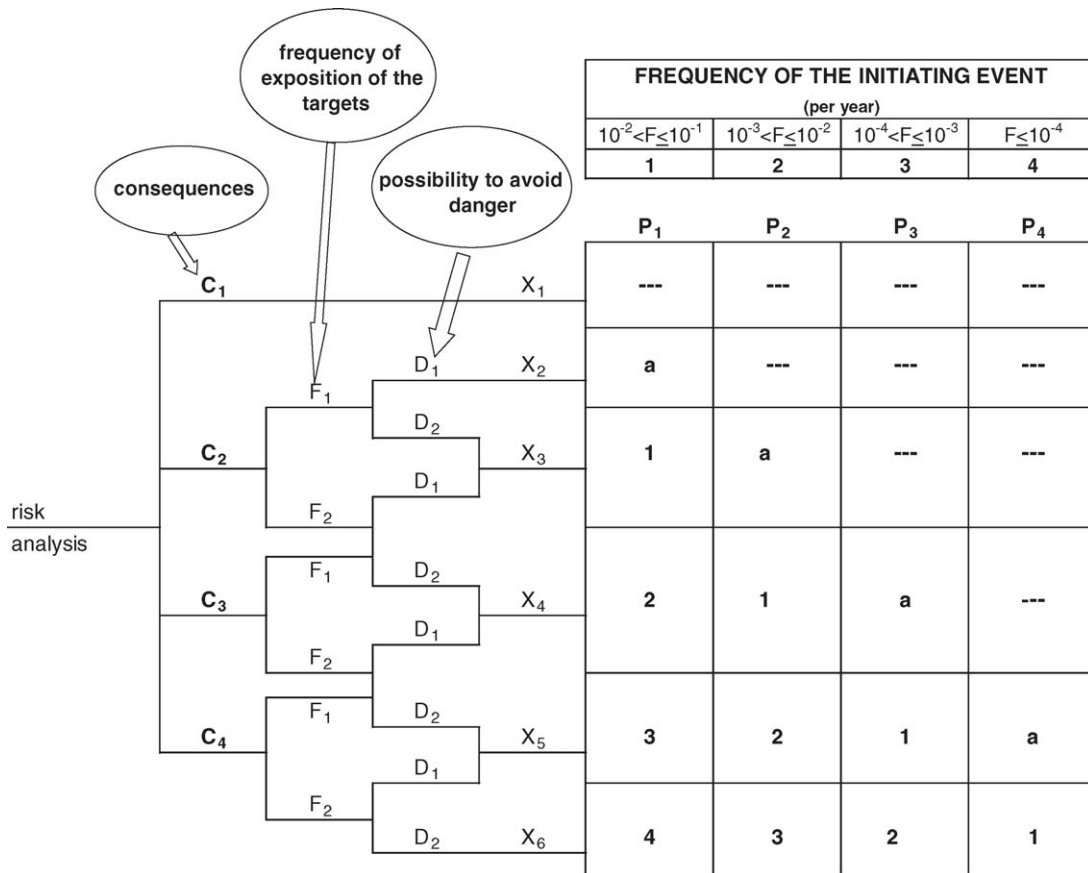 frequency of
exposition of the
targets
FREQUENCY OF THE INITIATING EVENT
(per year)
10⁻²<F≤10⁻¹ 10⁻³<F≤10⁻² 10⁻⁴<F≤10⁻³ F≤10⁻⁴
1 2 3 4
consequences
possibility to avoid
danger
P₁ P₂ P₃ P₄
C₁ X₁ --- --- --- ---
D₁ X₂ a --- --- ---
F₁
D₂
C₂ X₃ 1 a --- ---
D₁
F₂
risk
analysis
F₁ D₂
C₃ X₄ 2 1 a ---
D₁
F₂
F₁ D₂
C₄ X₅ 3 2 1 a
D₁
F₂
D₂ X₆ 4 3 2 1